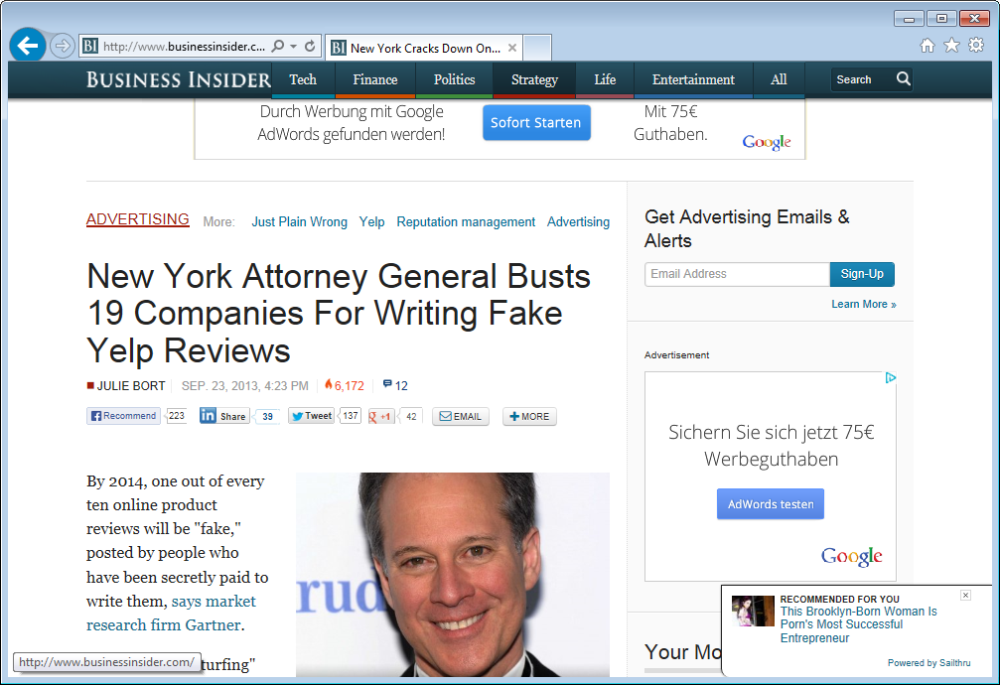 http://www.businessinsider.c...
BI
New York Cracks Down On...
BUSINESS INSIDER
Tech
Finance
Politics
Strategy
Life
Entertainment
All
Search
Durch Werbung mit Google
AdWords gefunden werden!
Sofort Starten
Mit 75€
Guthaben.
Google
ADVERTISING
More:
Just Plain Wrong
Yelp
Reputation management
Advertising
New York Attorney General Busts
19 Companies For Writing Fake
Yelp Reviews
JULIE BORT
SEP. 23, 2013, 4:23 PM
6,172
12
Recommend
223
in Share
39
Tweet
137
g +1
42
EMAIL
MORE
By 2014, one out of every
ten online product
reviews will be "fake,"
posted by people who
have been secretly paid to
write them, says market
research firm Gartner.
turfing"
rud
http://www.businessinsider.com/
Get Advertising Emails &
Alerts
Email Address
Sign-Up
Learn More »
Advertisement
Sichern Sie sich jetzt 75€
Werbeguthaben
AdWords testen
Google
Your Mo
RECOMMENDED FOR YOU
This Brooklyn-Born Woman Is
Porn's Most Successful
Entrepreneur
Powered by Sailthru